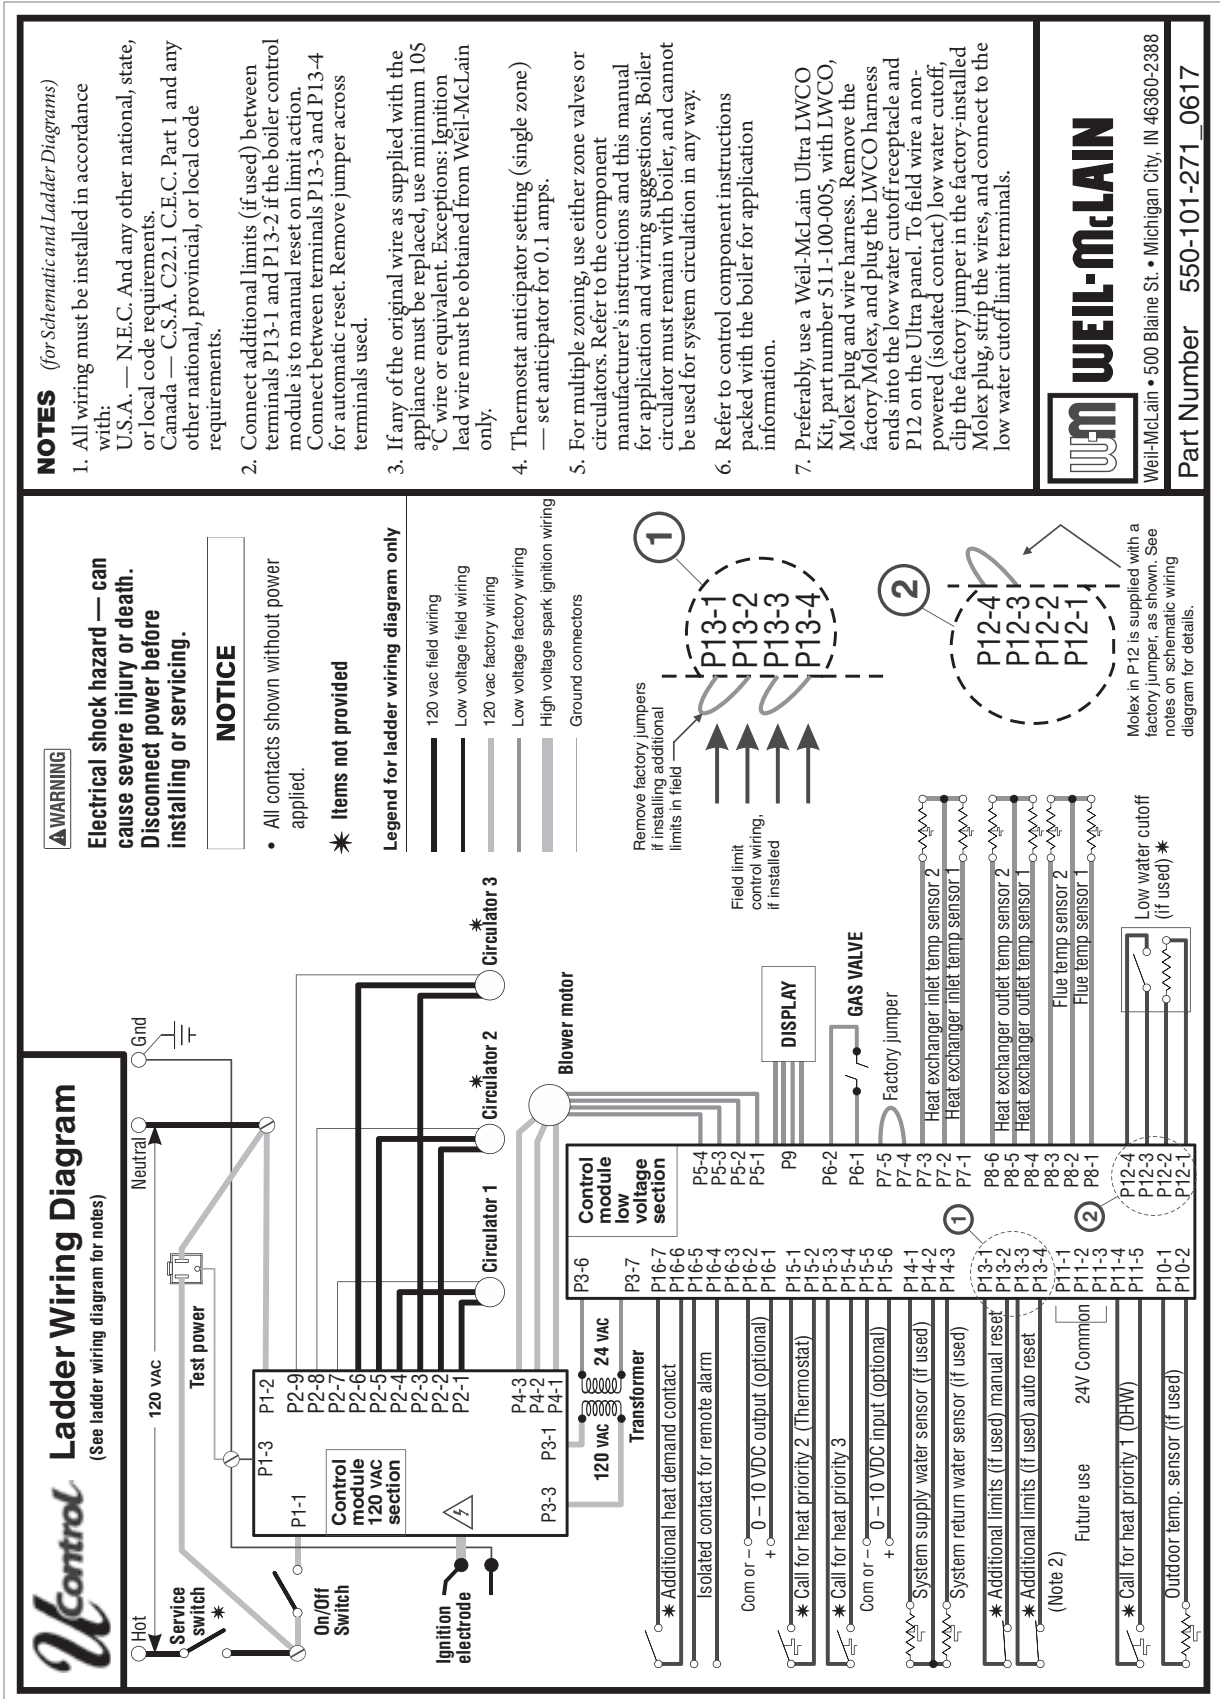 UControl
Ladder Wiring Diagram
(See ladder wiring diagram for notes)
Hot
120 VAC
Neutral
Gnd
Service
switch
Test power
On/Off
Switch
P1-1
P1-3
P1-2
P2-9
P2-8
P2-7
P2-6
P2-5
P2-4
P2-3
P2-2
P2-1
Control
module
120 VAC
section
P4-3
P4-2
P4-1
P3-3
P3-1
Ignition
electrode
Circulator 1
Circulator 2
Circulator 3
Blower motor
120 VAC
24 VAC
Transformer
Control
module
low
voltage
section
P3-6
P3-7
P16-7
P16-6
P16-5
P16-4
P16-3
P16-2
P16-1
P15-1
P15-2
P15-3
P15-4
P15-5
P15-6
P14-1
P14-2
P14-3
P13-1
P13-2
P13-3
P13-4
P11-1
P11-2
P11-3
P11-4
P11-5
P10-1
P10-2
Additional heat demand contact
Isolated contact for remote alarm
Com or –
0 – 10 VDC output (optional)
+
Call for heat priority 2 (Thermostat)
Call for heat priority 3
Com or –
0 – 10 VDC input (optional)
+
System supply water sensor (if used)
System return water sensor (if used)
Additional limits (if used) manual reset
Additional limits (if used) auto reset
(Note 2)
Future use
24V Common
Call for heat priority 1 (DHW)
Outdoor temp. sensor (if used)
P5-4
P5-3
P5-2
P5-1
P9
P6-2
P6-1
P7-5
P7-4
P7-3
P7-2
P7-1
P8-6
P8-5
P8-4
P8-3
P8-2
P8-1
P12-4
P12-3
P12-2
P12-1
1
2
DISPLAY
GAS VALVE
Factory jumper
Heat exchanger inlet temp sensor 2
Heat exchanger inlet temp sensor 1
Heat exchanger outlet temp sensor 2
Heat exchanger outlet temp sensor 1
Flue temp sensor 2
Flue temp sensor 1
Low water cutoff
(if used)
WARNING
Electrical shock hazard — can
cause severe injury or death.
Disconnect power before
installing or servicing.
NOTICE
• All contacts shown without power
applied.
Items not provided
Legend for ladder wiring diagram only
120 vac field wiring
Low voltage field wiring
120 vac factory wiring
Low voltage factory wiring
High voltage spark ignition wiring
Ground connectors
Remove factory jumpers
if installing additional
limits in field
Field limit
control wiring,
if installed
1
P13-1
P13-2
P13-3
P13-4
2
P12-4
P12-3
P12-2
P12-1
Molex in P12 is supplied with a
factory jumper, as shown. See
notes on schematic wiring
diagram for details.
NOTES (for Schematic and Ladder Diagrams)
1. All wiring must be installed in accordance
with:
U.S.A. — N.E.C. And any other national, state,
or local code requirements.
Canada — C.S.A. C22.1 C.E.C. Part 1 and any
other national, provincial, or local code
requirements.
2. Connect additional limits (if used) between
terminals P13-1 and P13-2 if the boiler control
module is to manual reset on limit action.
Connect between terminals P13-3 and P13-4
for automatic reset. Remove jumper across
terminals used.
3. If any of the original wire as supplied with the
appliance must be replaced, use minimum 105
°C wire or equivalent. Exceptions: Ignition
lead wire must be obtained from Weil-McLain
only.
4. Thermostat anticipator setting (single zone)
— set anticipator for 0.1 amps.
5. For multiple zoning, use either zone valves or
circulators. Refer to the component
manufacturer's instructions and this manual
for application and wiring suggestions. Boiler
circulator must remain with boiler, and cannot
be used for system circulation in any way.
6. Refer to control component instructions
packed with the boiler for application
information.
7. Preferably, use a Weil-McLain Ultra LWCO
Kit, part number 511-100-005, with LWCO,
Molex plug and wire harness. Remove the
factory Molex, and plug the LWCO harness
ends into the low water cutoff receptacle and
P12 on the Ultra panel. To field wire a non-
powered (isolated contact) low water cutoff,
clip the factory jumper in the factory-installed
Molex plug, strip the wires, and connect to the
low water cutoff limit terminals.
W-M WEIL-McLAIN
Weil-McLain • 500 Blaine St. • Michigan City, IN 46360-2388
Part Number 550-101-271_0617